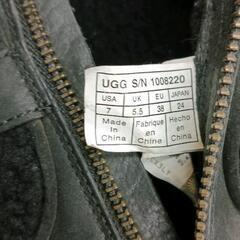 UGG S/N 1008220
USA UK EU JAPAN
7 5.5 38 24
Made in China Fabrique en Chine Hecho en China